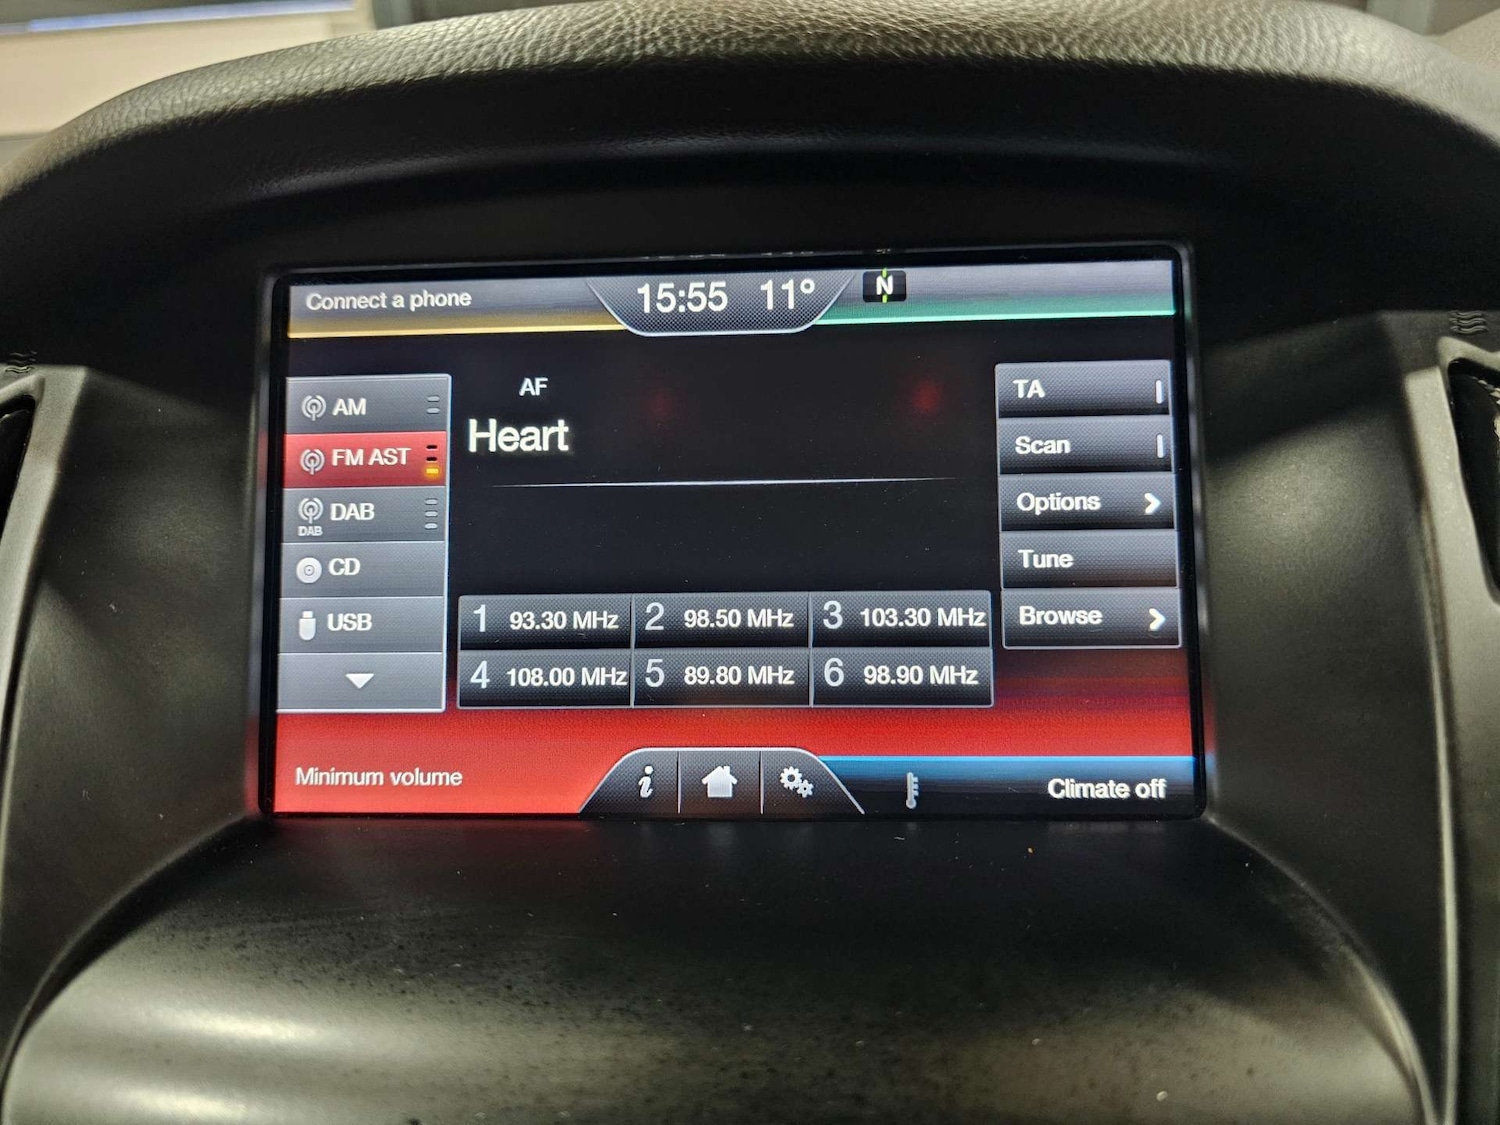 Connect a phone
15:55 11°
N
AM
FM AST
DAB
DAB
CD
USB
AF
Heart
1 93.30 MHz
2 98.50 MHz
3 103.30 MHz
4 108.00 MHz
5 89.80 MHz
6 98.90 MHz
TA
Scan
Options
Tune
Browse
Minimum volume
i
Climate off